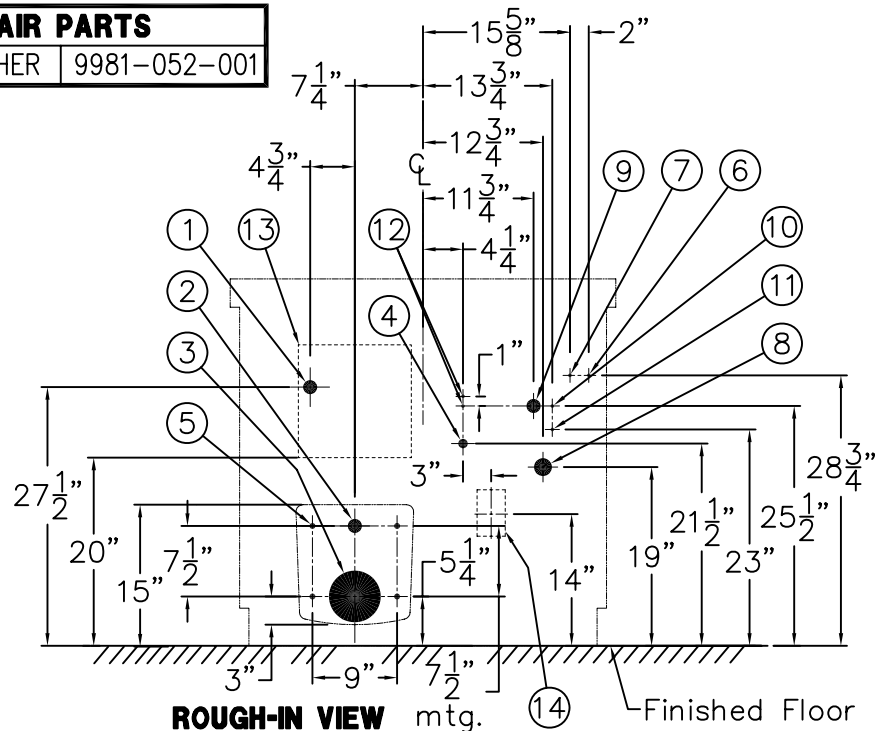 AIR PARTS
HER 9981-052-001
15 5/8" 2"
7 1/4" 13 3/4"
12 3/4"
4 3/4" ℄ 9 7 6
11 3/4"
1 13 12 4 1/4" 10
2 4 11
1" 8
3
5 3" 28 3/4"
27 1/2" 21 1/2" 25 1/2"
20" 7 1/2" 5 1/4" 14" 19" 23"
15"
3" 9" 7 1/2"
ROUGH-IN VIEW mtg. 14 Finished Floor